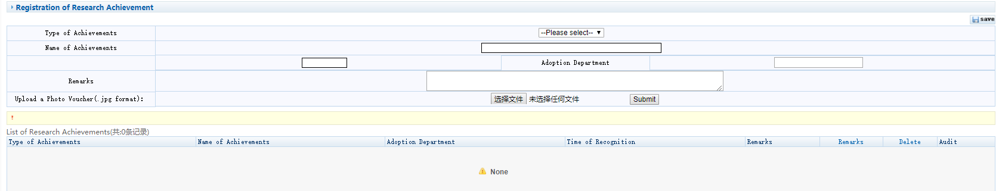 Registration of Research Achievement
save
Type of Achievements --Please select--
Name of Achievements
Adoption Department
Remarks
Upload a Photo Voucher(.jpg format): 选择文件 未选择任何文件 Submit
!
List of Research Achievements(共:0条记录)
Type of Achievements Name of Achievements Adoption Department Time of Recognition Remarks Remarks Delete Audit
None